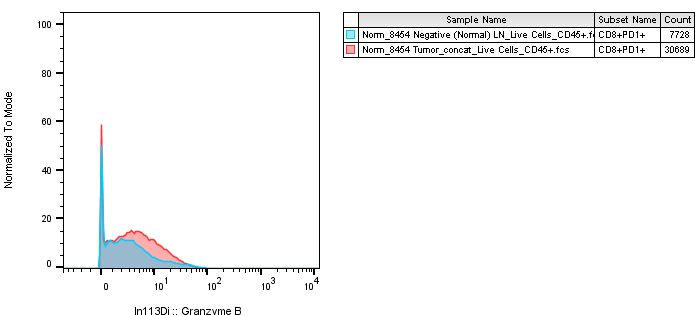 Sample Name Subset Name Count
Norm_8454 Negative (Normal) LN_Live Cells_CD45+.f CD8+PD1+ 7728
Norm_8454 Tumor_concat_Live Cells_CD45+.fcs CD8+PD1+ 30689
100
80
60
40
20
0
Normalized To Mode
0 10^1 10^2 10^3 10^4
In113Di :: Granzyme B